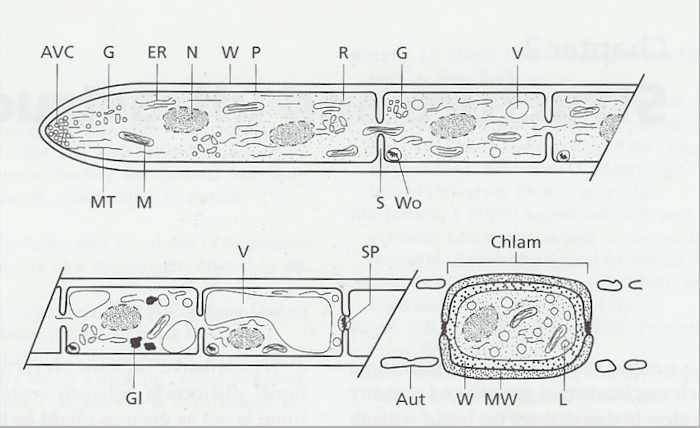 AVC G ER N W P R G V
MT M S Wo
V SP Chlam
Gl Aut W MW L